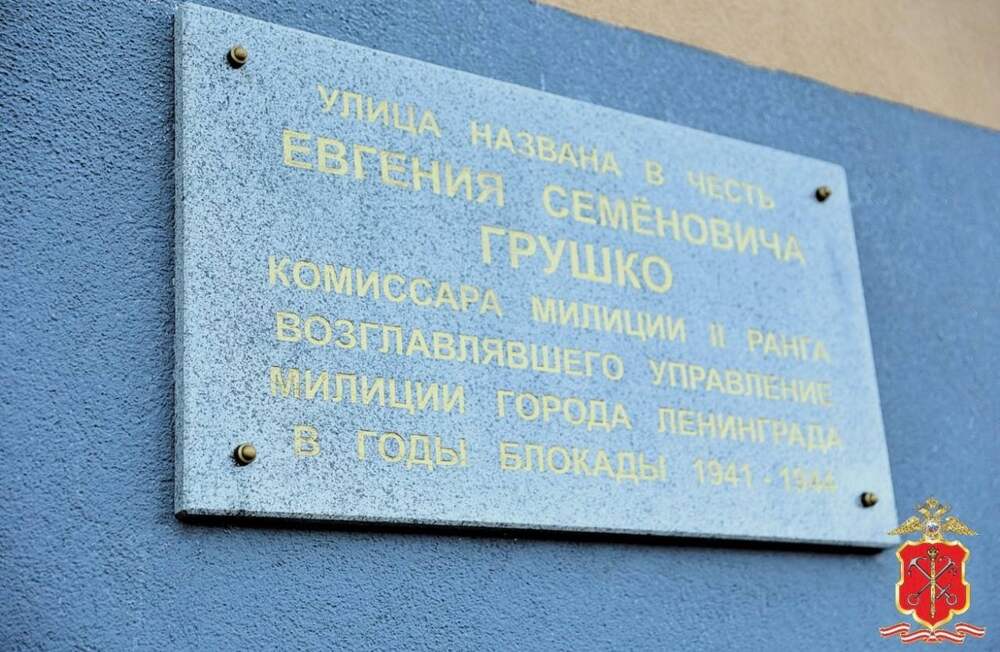 УЛИЦА НАЗВАНА В ЧЕСТЬ
ЕВГЕНИЯ СЕМЁНОВИЧА
ГРУШКО
КОМИССАРА МИЛИЦИИ II РАНГА
ВОЗГЛАВЛЯВШЕГО УПРАВЛЕНИЕ
МИЛИЦИИ ГОРОДА ЛЕНИНГРАДА
В ГОДЫ БЛОКАДЫ 1941 - 1944